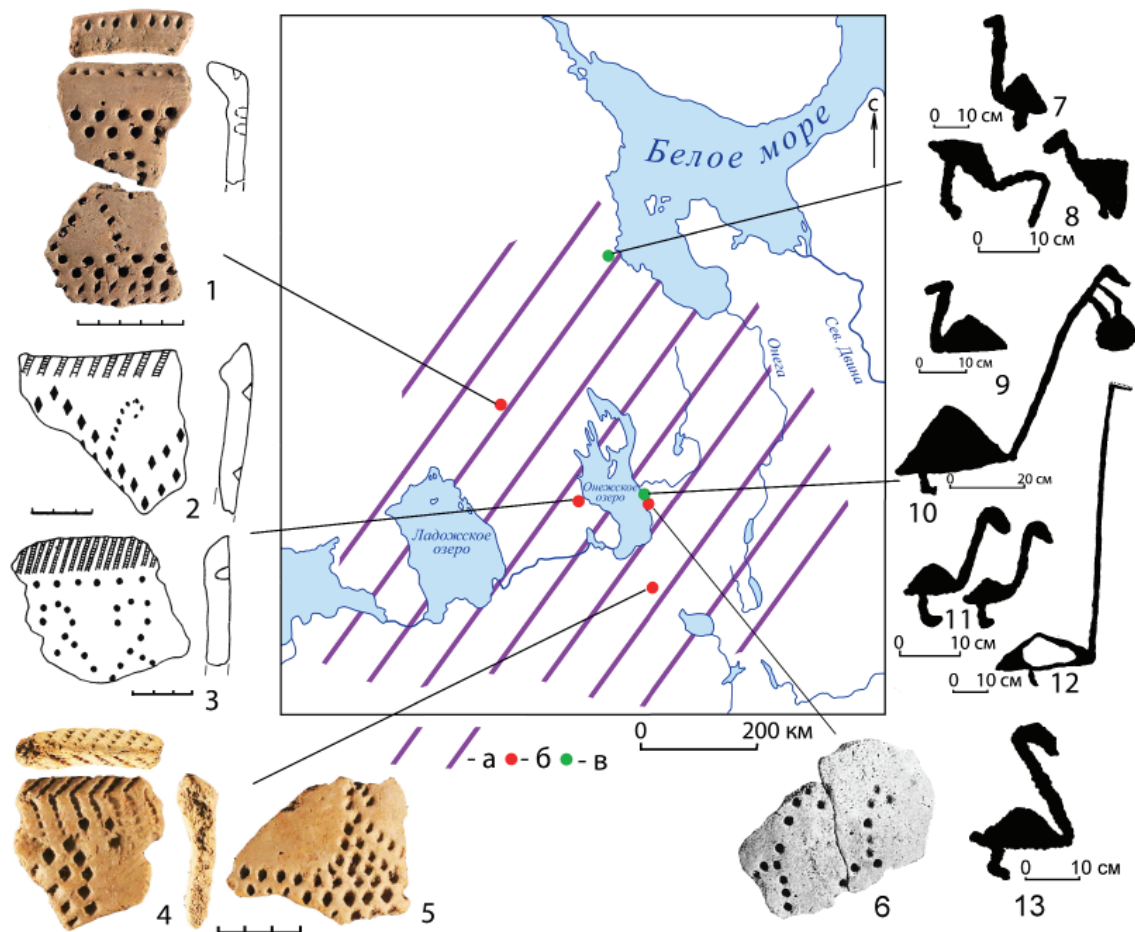 Белое море
с
Онега
Сев. Двина
Онежское
озеро
Ладожское
озеро
0 200 км
- а - б - в
1
2
3
4
5
6
0 10 см
7
8
0 10 см
0 10 см
9
0 20 см
10
11
0 10 см
0 10 см
12
0 10 см
13